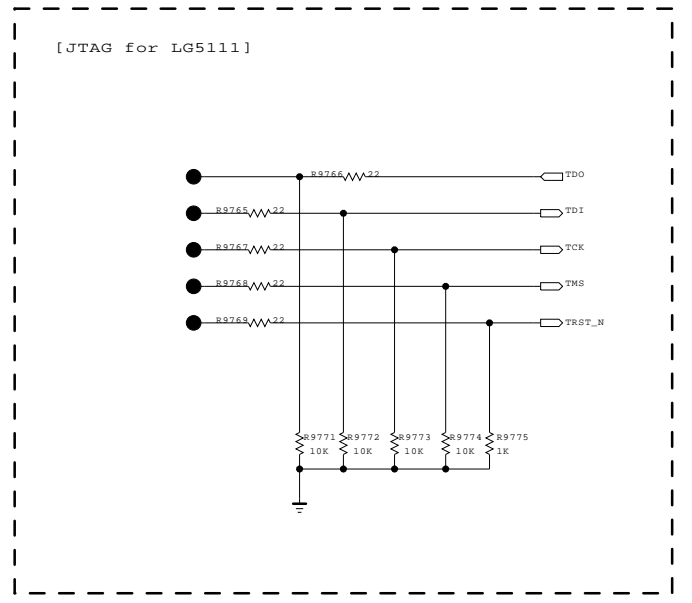 [JTAG for LG5111]
R9766 22 TDO
R9765 22 TDI
R9767 22 TCK
R9768 22 TMS
R9769 22 TRST_N
R9771 R9772 R9773 R9774 R9775
10K 10K 10K 10K 1K